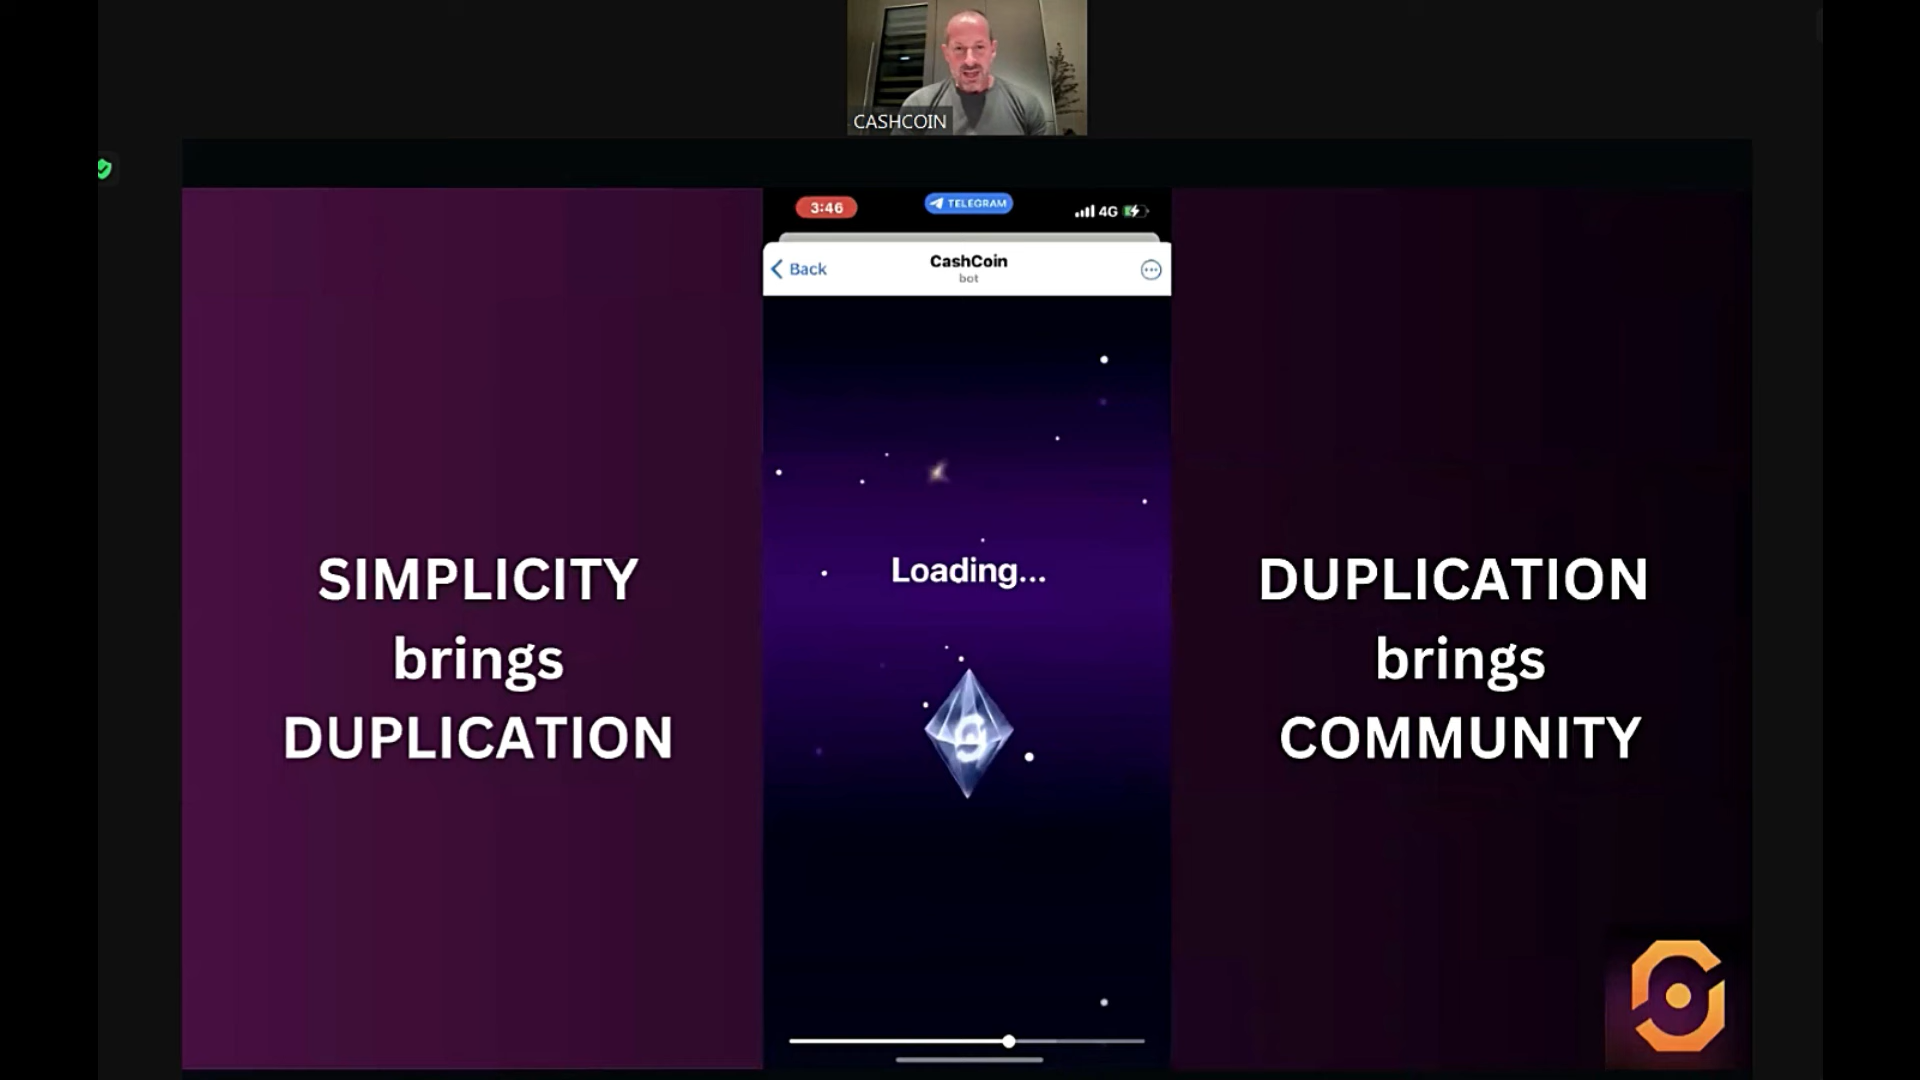 CASHCOIN
3:46
TELEGRAM
4G
Back
CashCoin
bot
Loading...
SIMPLICITY
brings
DUPLICATION
DUPLICATION
brings
COMMUNITY